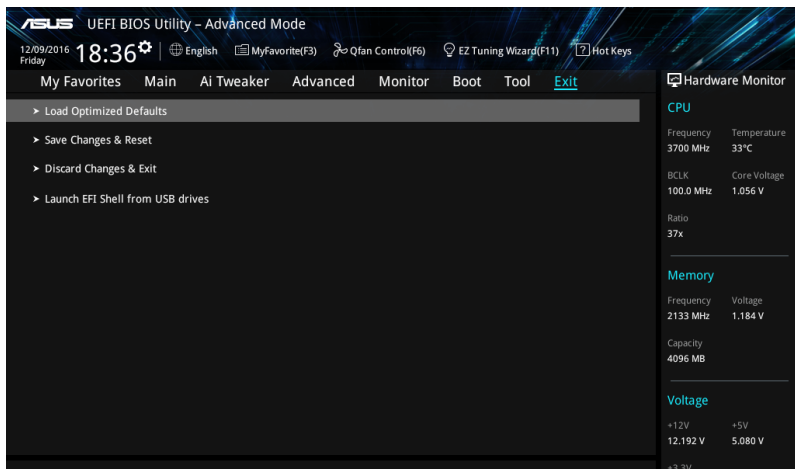 ASUS UEFI BIOS Utility – Advanced Mode
12/09/2016
Friday
18:36
English MyFavorite(F3) Qfan Control(F6) EZ Tuning Wizard(F11) ? Hot Keys
My Favorites Main Ai Tweaker Advanced Monitor Boot Tool Exit
Load Optimized Defaults
Save Changes & Reset
Discard Changes & Exit
Launch EFI Shell from USB drives
Hardware Monitor
CPU
Frequency Temperature
3700 MHz 33°C
BCLK Core Voltage
100.0 MHz 1.056 V
Ratio
37x
Memory
Frequency Voltage
2133 MHz 1.184 V
Capacity
4096 MB
Voltage
+12V +5V
12.192 V 5.080 V
+3.3V